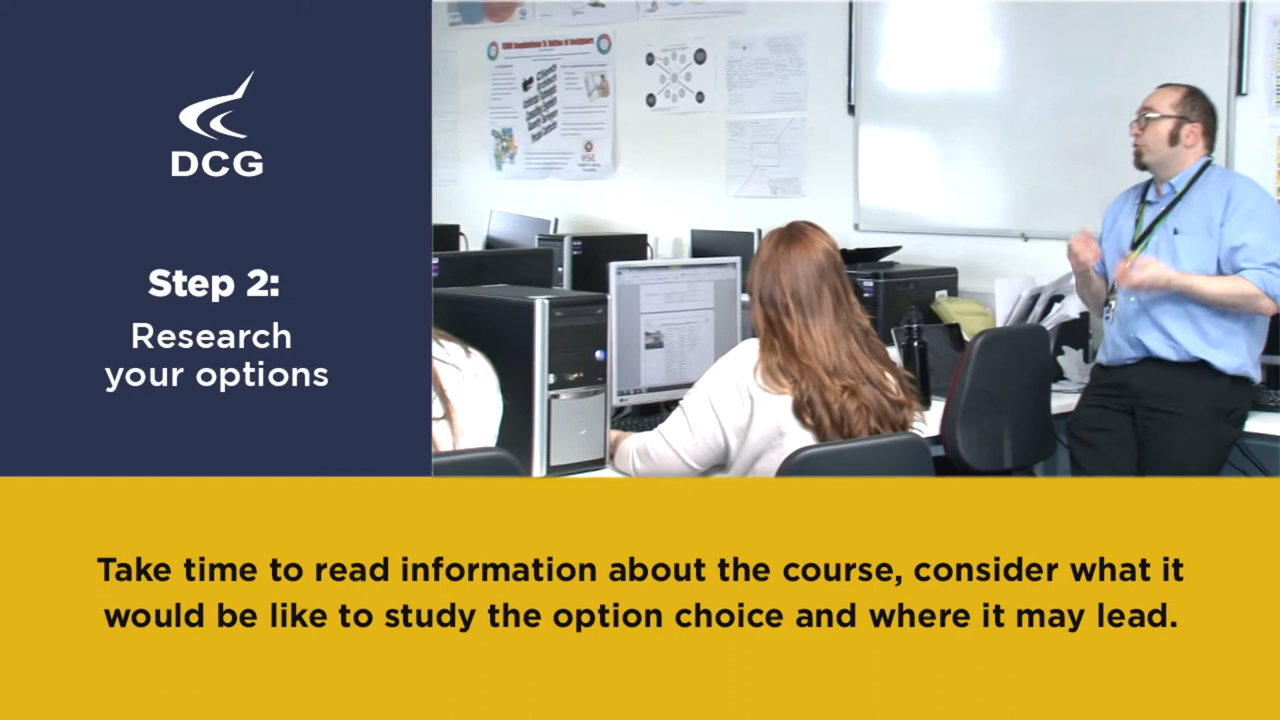 DCG
Step 2:
Research
your options
HSE
Take time to read information about the course, consider what it
would be like to study the option choice and where it may lead.